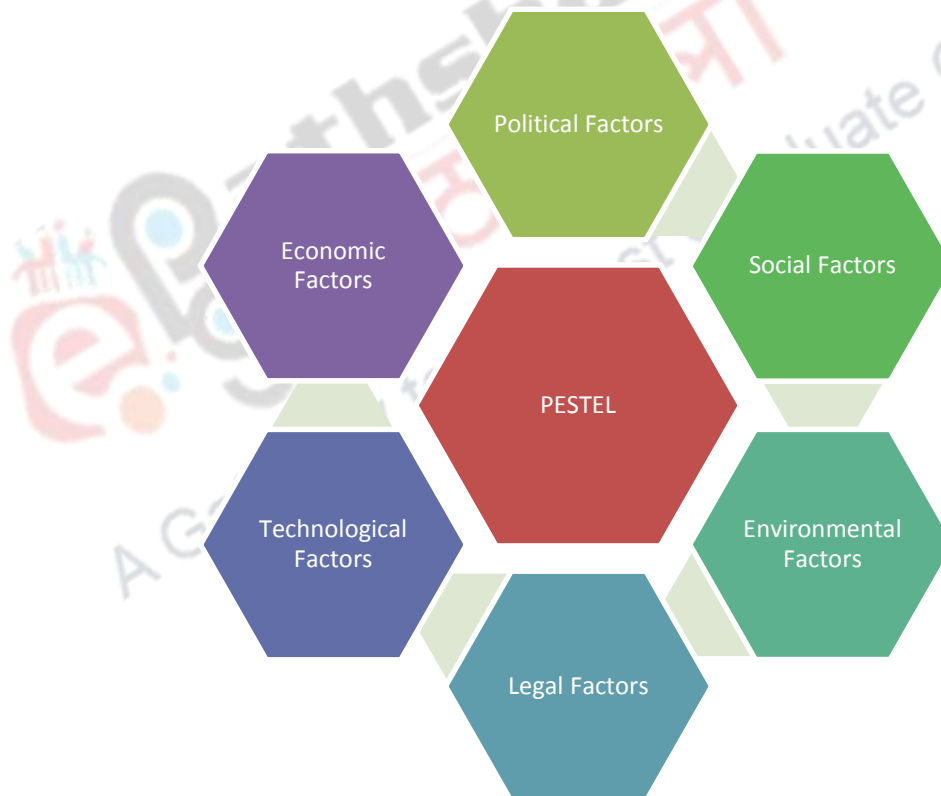 Political Factors
Economic
Factors
Social Factors
PESTEL
Technological
Factors
Environmental
Factors
Legal Factors